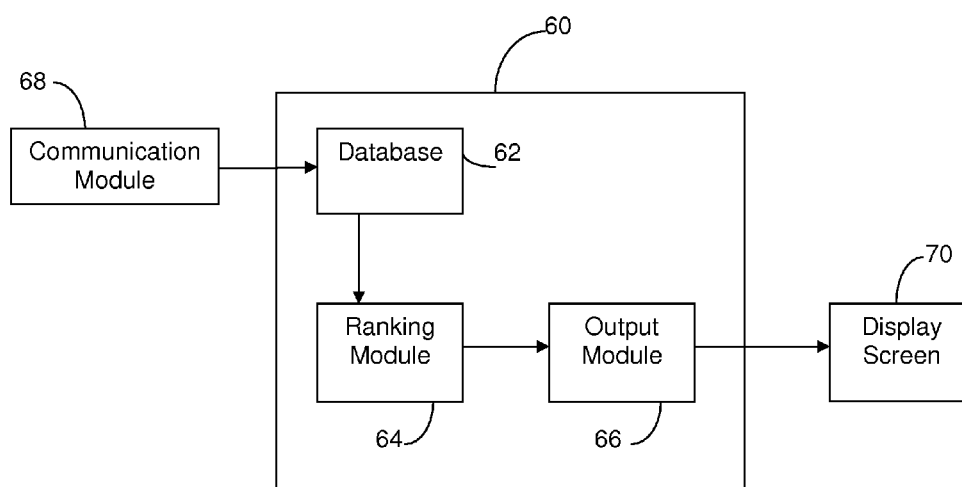 60
68
Communication
Module
Database
62
70
Ranking
Module
Output
Module
Display
Screen
64
66